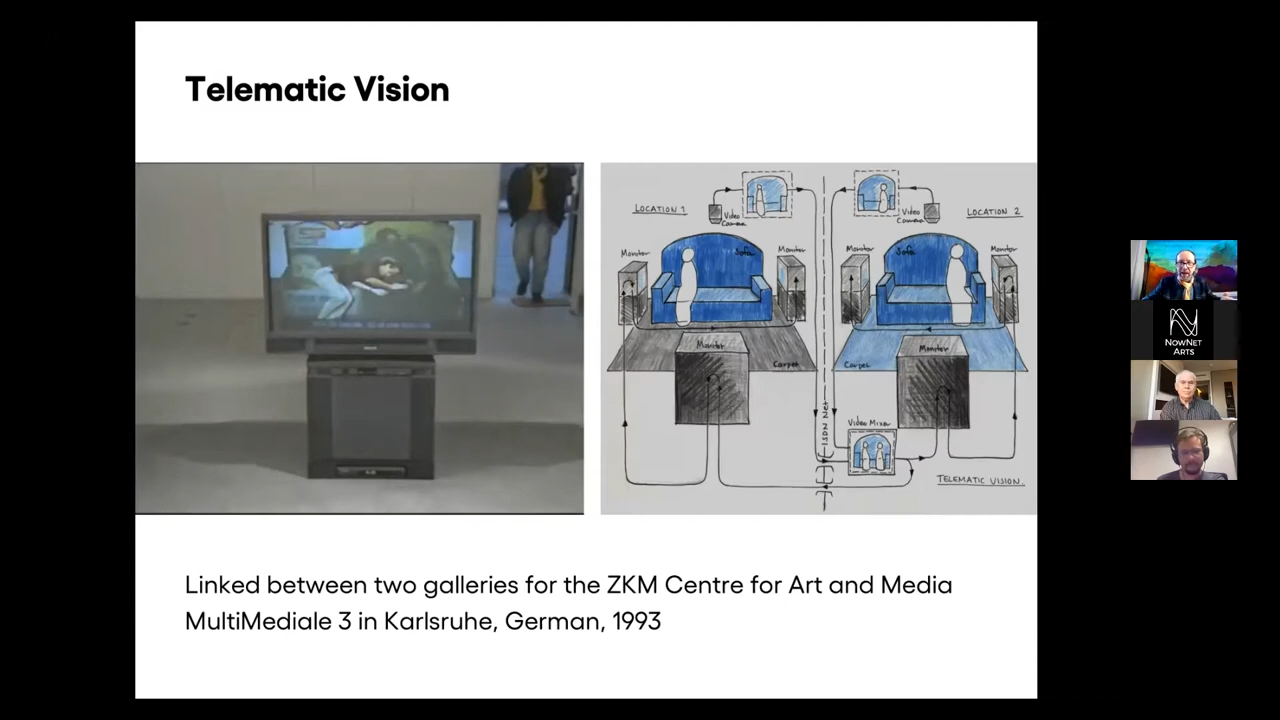 Telematic Vision
LOCATION 1
LOCATION 2
Video
Camera
Video
Camera
Monitor
Sofa
Monitor
Monitor
Sofa
Monitor
Monitor
Carpet
Carpet
Monitor
ISDN Net
Video Mixer
TELEMATIC VISION.
NOWNET
ARTS
Linked between two galleries for the ZKM Centre for Art and Media
MultiMediale 3 in Karlsruhe, German, 1993